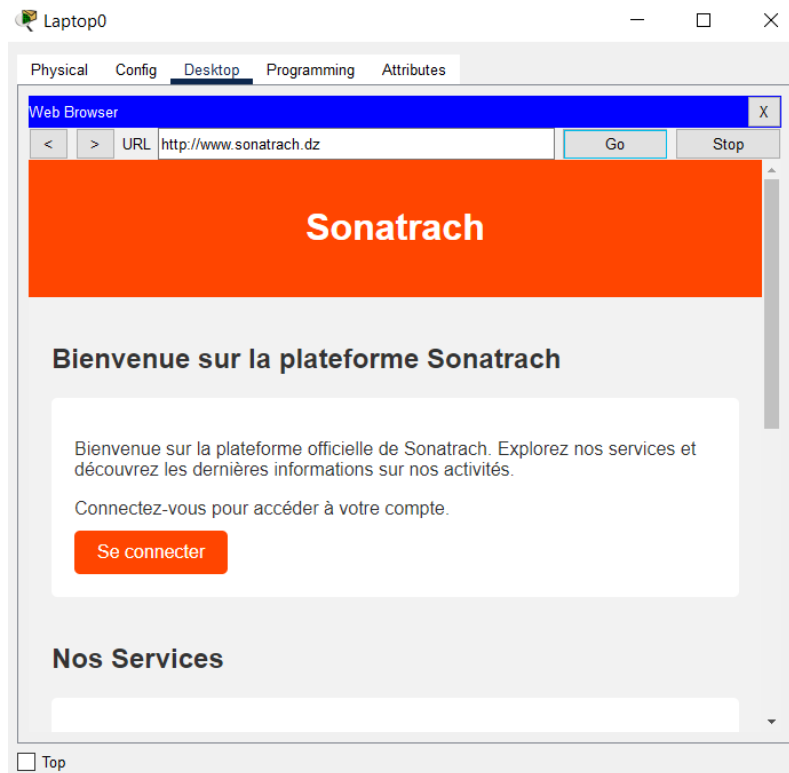 Laptop0
Physical Config Desktop Programming Attributes
Web Browser X
< > URL http://www.sonatrach.dz Go Stop
Sonatrach
Bienvenue sur la plateforme Sonatrach
Bienvenue sur la plateforme officielle de Sonatrach. Explorez nos services et
découvrez les dernières informations sur nos activités.
Connectez-vous pour accéder à votre compte.
Se connecter
Nos Services
Top